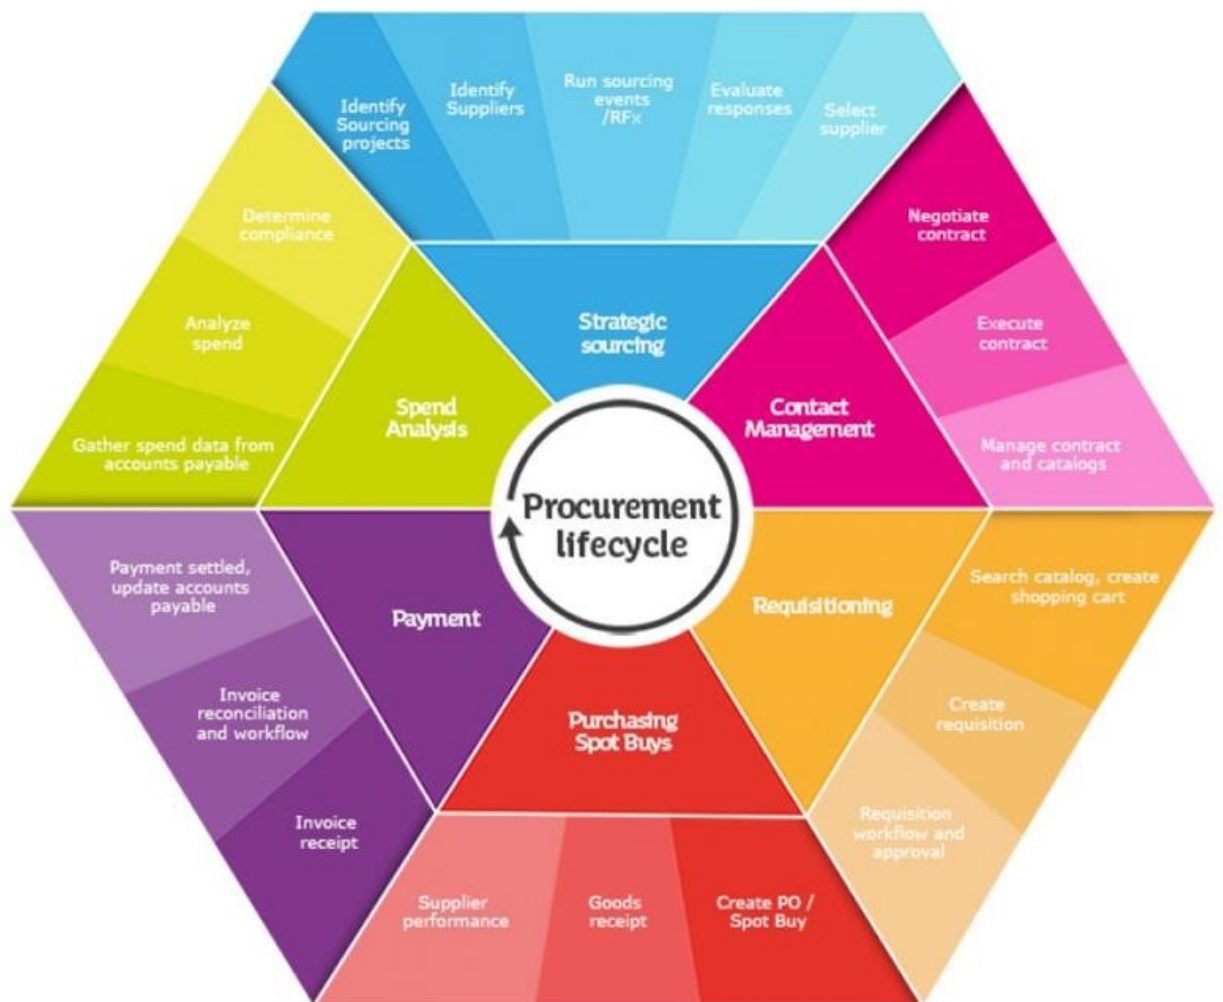 Identify
Sourcing
projects
Identify
Suppliers
Run sourcing
events
/RFx
Evaluate
responses
Select
supplier
Strategic
sourcing
Negotiate
contract
Execute
contract
Manage contract
and catalogs
Contact
Management
Search catalog, create
shopping cart
Create
requisition
Requisition
workflow and
approval
Requisitioning
Create PO /
Spot Buy
Goods
receipt
Supplier
performance
Purchasing
Spot Buys
Invoice
receipt
Invoice
reconciliation
and workflow
Payment settled,
update accounts
payable
Payment
Gather spend data from
accounts payable
Analyze
spend
Determine
compliance
Spend
Analysis
Procurement
lifecycle